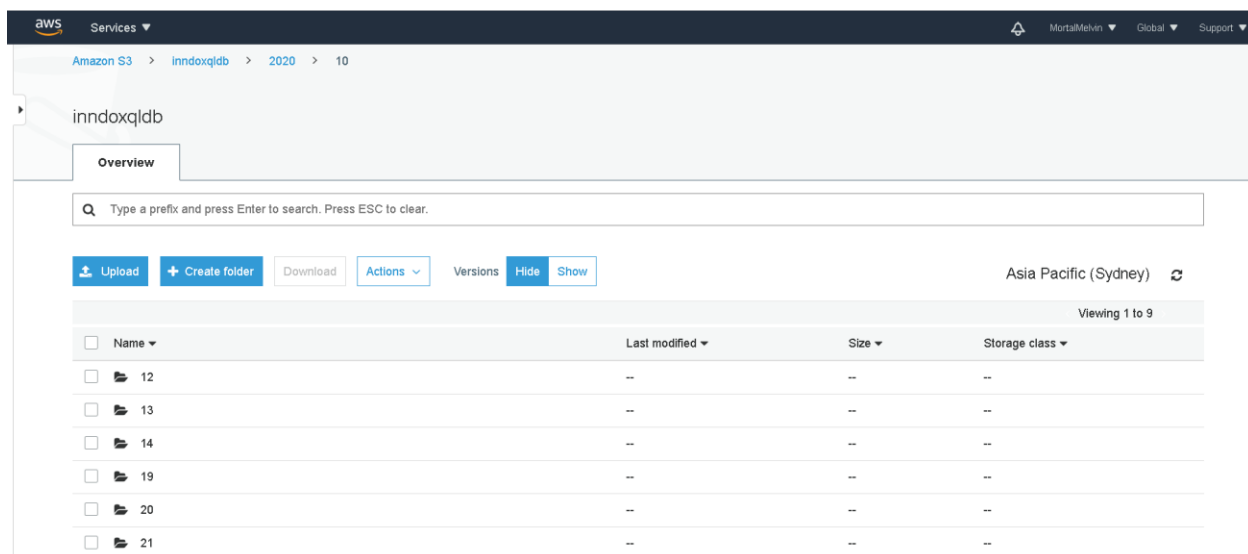 aws Services MortalMelvin Global Support
Amazon S3 > inndoxqldb > 2020 > 10
inndoxqldb
Overview
Type a prefix and press Enter to search. Press ESC to clear.
Upload + Create folder Download Actions Versions Hide Show Asia Pacific (Sydney)
Viewing 1 to 9
Name Last modified Size Storage class
12 -- -- --
13 -- -- --
14 -- -- --
19 -- -- --
20 -- -- --
21 -- -- --